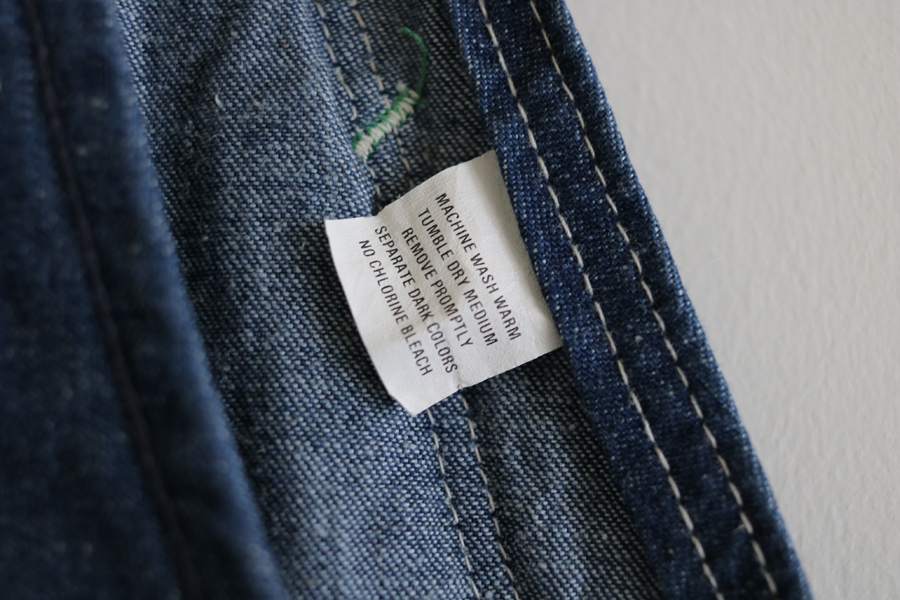 MACHINE WASH WARM
TUMBLE DRY MEDIUM
REMOVE PROMPTLY
SEPARATE DARK COLORS
NO CHLORINE BLEACH